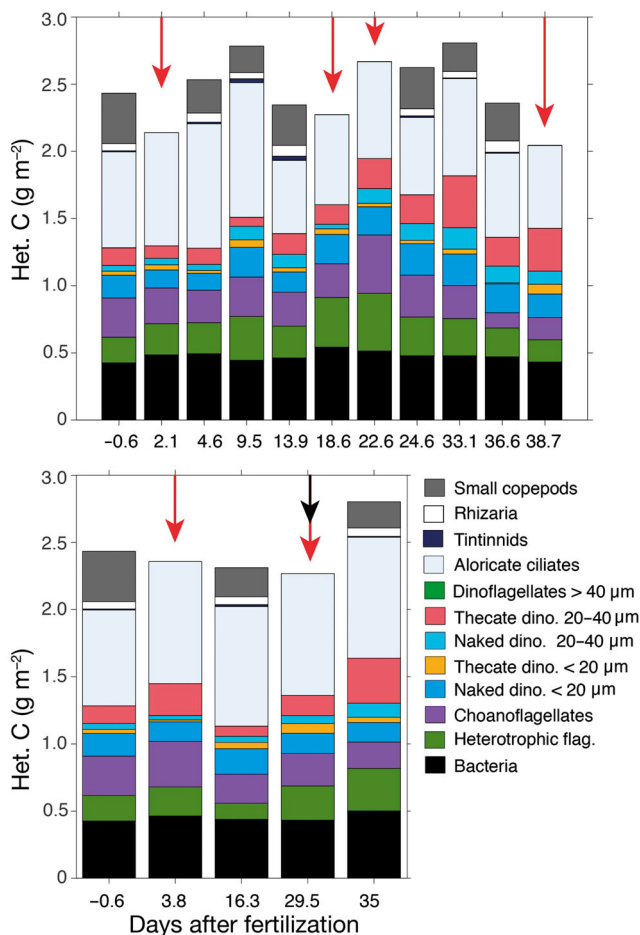 3.0
2.5
2.0
1.5
1.0
0.5
0
Het. C (g m⁻²)
−0.6 2.1 4.6 9.5 13.9 18.6 22.6 24.6 33.1 36.6 38.7
3.0
2.5
2.0
1.5
1.0
0.5
0
Het. C (g m⁻²)
−0.6 3.8 16.3 29.5 35
Days after fertilization
Small copepods
Rhizaria
Tintinnids
Aloricate ciliates
Dinoflagellates > 40 µm
Thecate dino. 20–40 µm
Naked dino. 20–40 µm
Thecate dino. < 20 µm
Naked dino. < 20 µm
Choanoflagellates
Heterotrophic flag.
Bacteria